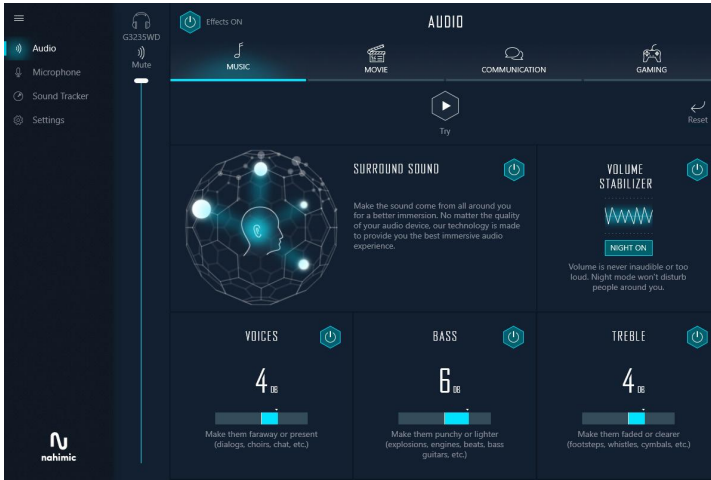 Audio
Microphone
Sound Tracker
Settings
nahimic
G3235WD
Mute
Effects ON
AUDIO
MUSIC
MOVIE
COMMUNICATION
GAMING
Try
Reset
SURROUND SOUND
Make the sound come from all around you
for a better immersion. No matter the quality
of your audio device, our technology is made
to provide you the best immersive audio
experience.
VOLUME
STABILIZER
NIGHT ON
Volume is never inaudible or too
loud. Night mode won't disturb
people around you.
VOICES
4 DB
Make them faraway or present
(dialogs, choirs, chat, etc.)
BASS
6 DB
Make them punchy or lighter
(explosions, engines, beats, bass
guitars, etc.)
TREBLE
4 DB
Make them faded or clearer
(footsteps, whistles, cymbals, etc.)